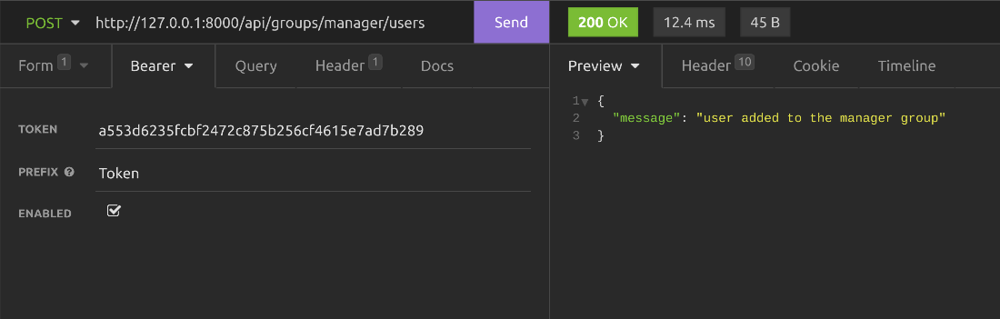 POST http://127.0.0.1:8000/api/groups/manager/users Send 200 OK 12.4 ms 45 B
Form 1 Bearer Query Header 1 Docs Preview Header 10 Cookie Timeline
TOKEN a553d6235fcbf2472c875b256cf4615e7ad7b289
PREFIX ? Token
ENABLED
1 {
2 "message": "user added to the manager group"
3 }